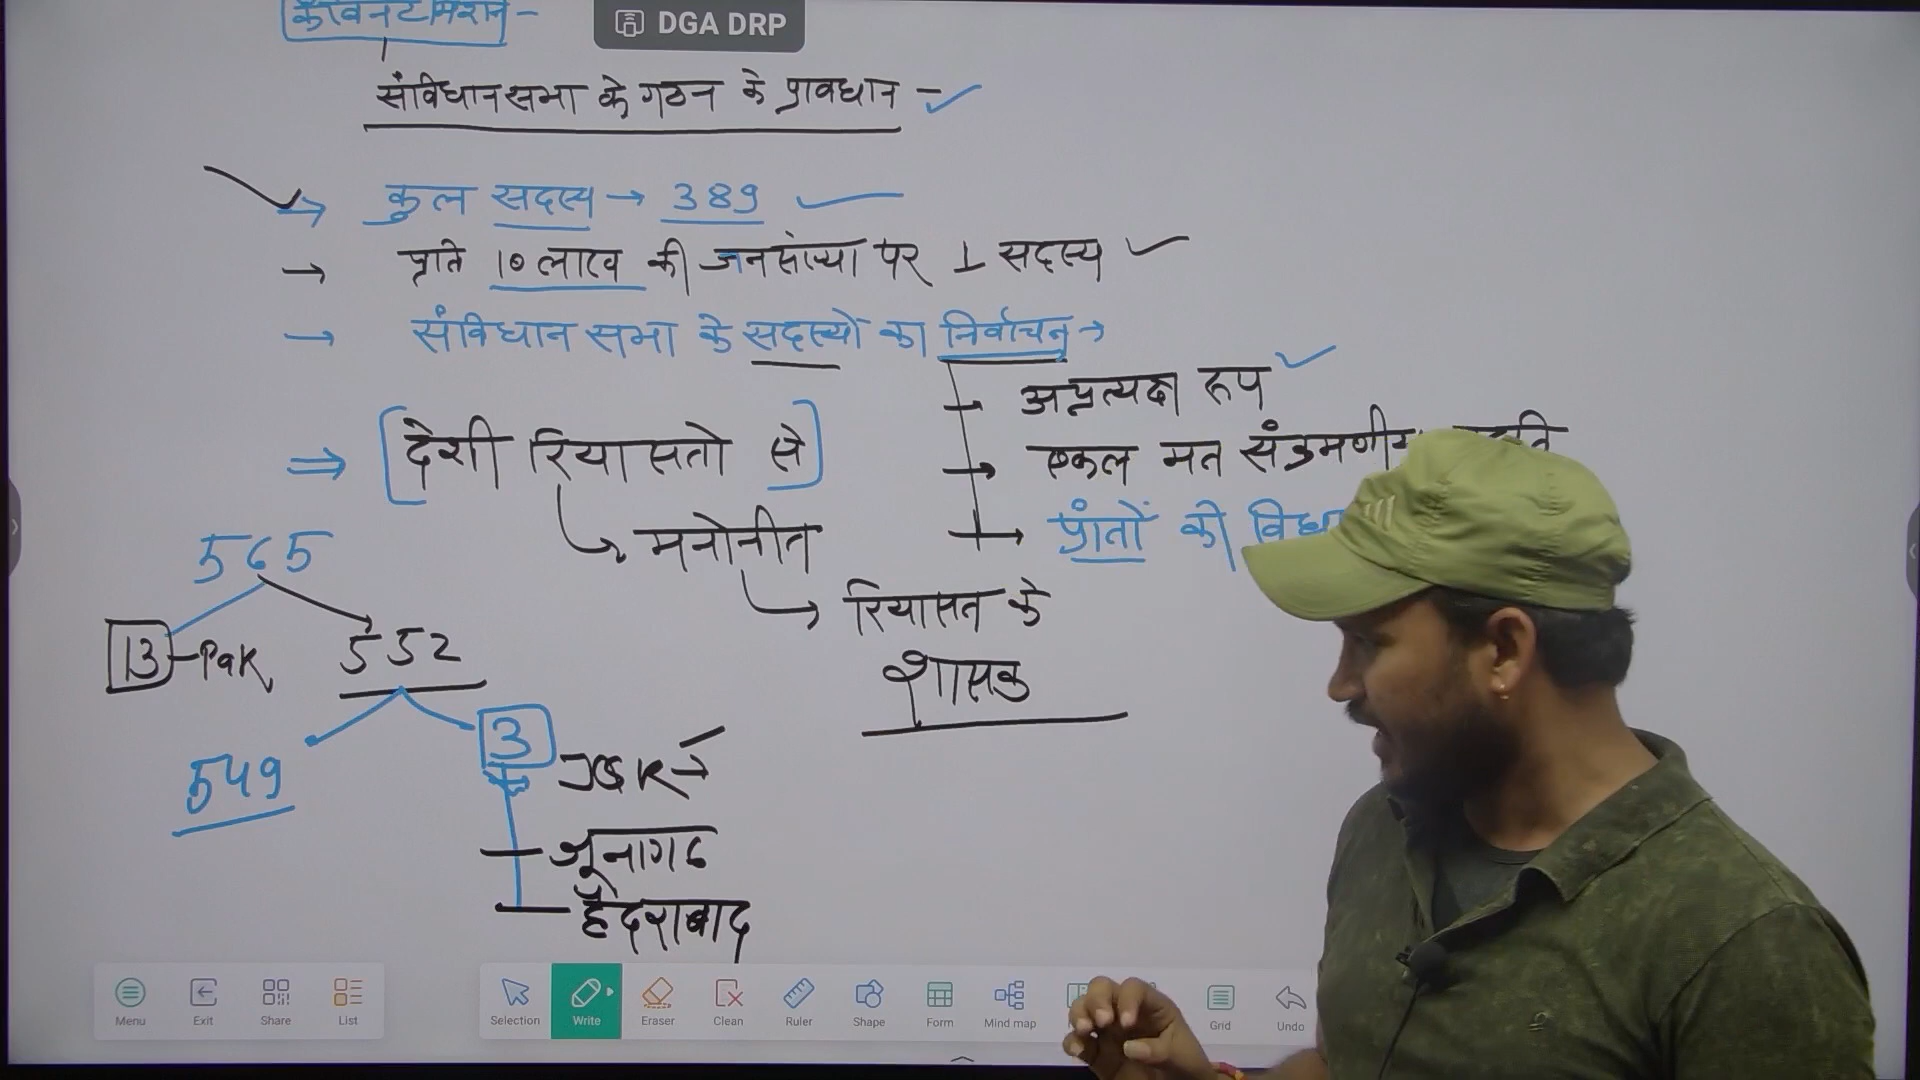 केबिनेट मिशन -
DGA DRP
संविधान सभा के गठन के प्रावधान -
→ कुल सदस्य → 389
→ प्रति 10 लाख की जनसंख्या पर 1 सदस्य
→ संविधान सभा के सदस्यों का निर्वाचन →
→ अप्रत्यक्ष रूप
→ एकल मत संक्रमणीय
→ प्रांतों की
⇒ [देशी रियासतो से]
→ मनोनीत
→ रियासत के
शासक
565
13 - Pak
552
549
3
J&K →
जूनागढ
हैदराबाद
Menu Exit Share List Selection Write Eraser Clean Ruler Shape Form Mind map Grid Undo